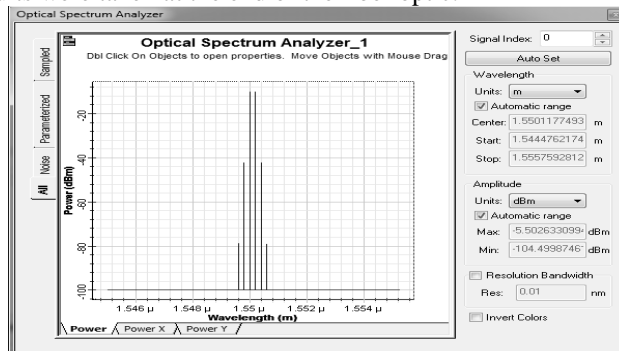 Optical Spectrum Analyzer
Optical Spectrum Analyzer_1
Dbl Click On Objects to open properties. Move Objects with Mouse Drag
Sampled
Parameterized
Noise
All
Power (dBm)
-20
-40
-60
-80
-100
1.546 µ
1.548 µ
1.55 µ
1.552 µ
1.554 µ
Wavelength (m)
Power
Power X
Power Y
Signal Index: 0
Auto Set
Wavelength
Units: m
Automatic range
Center: 1.5501177493 m
Start: 1.5444762174 m
Stop: 1.5557592812 m
Amplitude
Units: dBm
Automatic range
Max: -5.502633099 dBm
Min: -104.4998746 dBm
Resolution Bandwidth
Res: 0.01 nm
Invert Colors